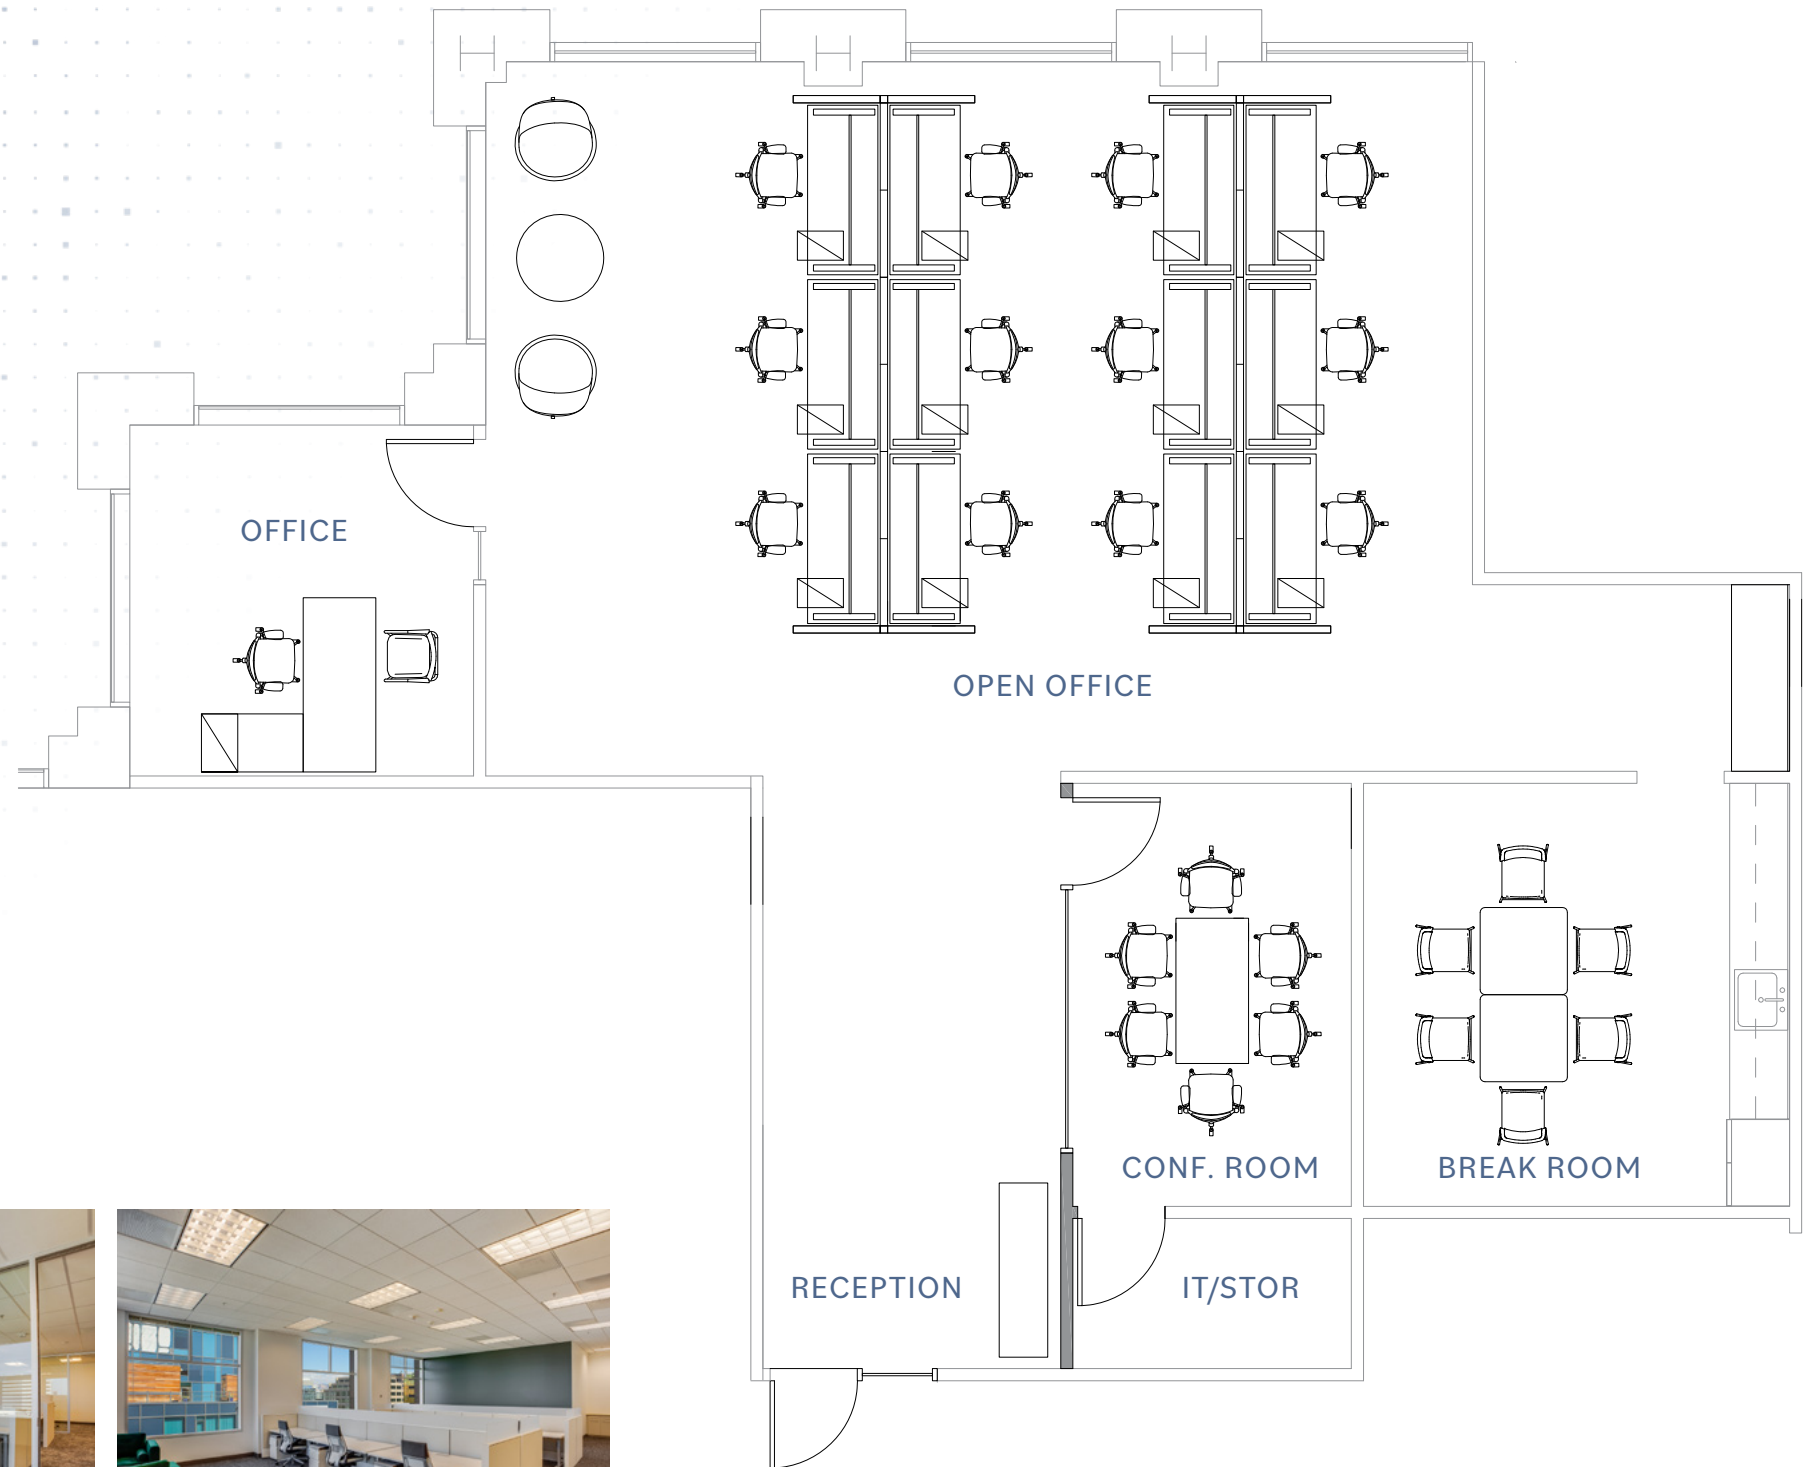 OFFICE
OPEN OFFICE
CONF. ROOM
BREAK ROOM
RECEPTION
IT/STOR